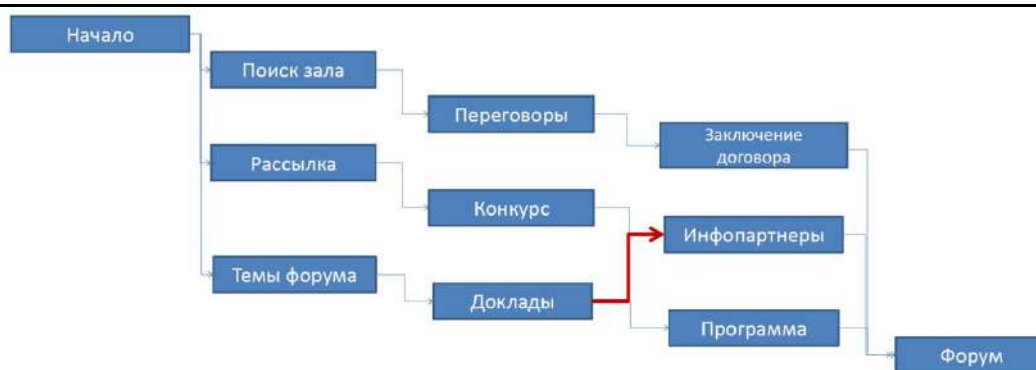 Начало
Поиск зала
Переговоры
Заключение
договора
Рассылка
Конкурс
Инфопартнеры
Темы форума
Доклады
Программа
Форум